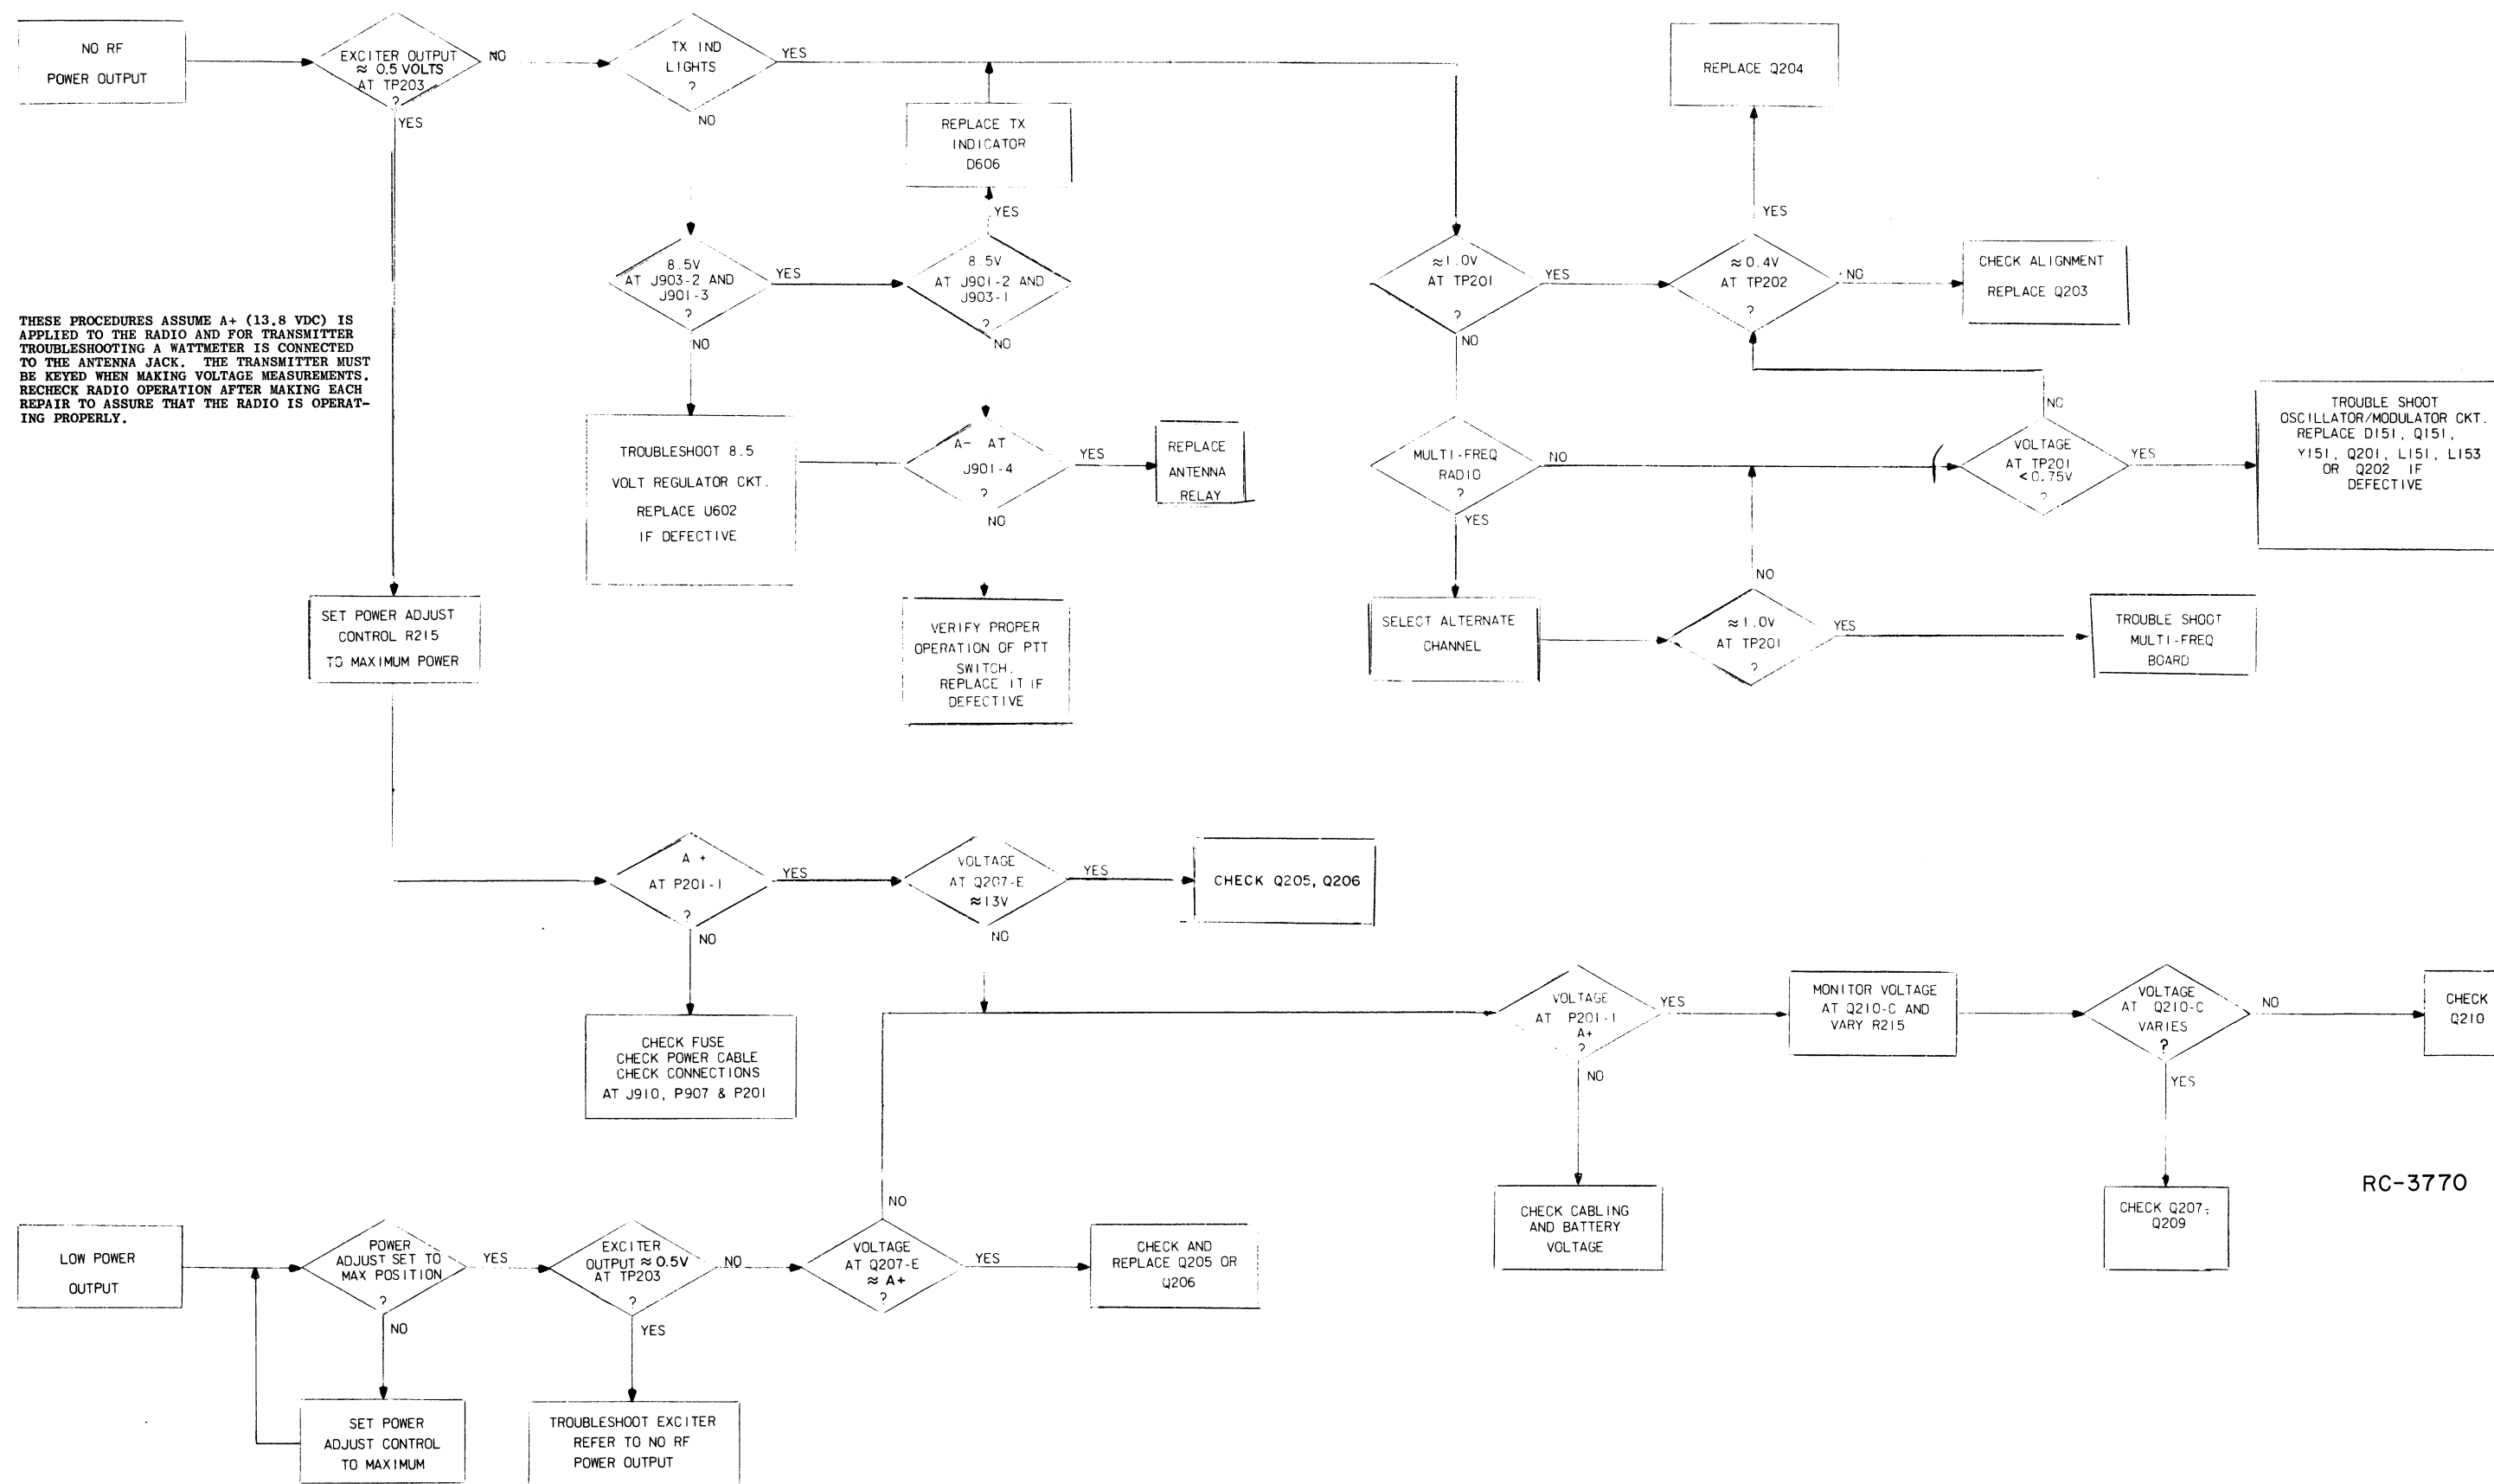 NO RF
POWER OUTPUT
EXCITER OUTPUT
≈ 0.5 VOLTS
AT TP203
?
NO
YES
TX IND
LIGHTS
?
YES
NO
REPLACE TX
INDICATOR
D606
YES
8.5V
AT J903-2 AND
J901-3
?
YES
NO
8.5V
AT J901-2 AND
J903-1
?
NO
THESE PROCEDURES ASSUME A+ (13.8 VDC) IS
APPLIED TO THE RADIO AND FOR TRANSMITTER
TROUBLESHOOTING A WATTMETER IS CONNECTED
TO THE ANTENNA JACK. THE TRANSMITTER MUST
BE KEYED WHEN MAKING VOLTAGE MEASUREMENTS.
RECHECK RADIO OPERATION AFTER MAKING EACH
REPAIR TO ASSURE THAT THE RADIO IS OPERAT-
ING PROPERLY.
TROUBLESHOOT 8.5
VOLT REGULATOR CKT.
REPLACE U602
IF DEFECTIVE
A- AT
J901-4
?
YES
NO
REPLACE
ANTENNA
RELAY
VERIFY PROPER
OPERATION OF PTT
SWITCH.
REPLACE IT IF
DEFECTIVE
SET POWER ADJUST
CONTROL R215
TO MAXIMUM POWER
REPLACE Q204
YES
≈1.0V
AT TP201
?
YES
NO
≈0.4V
AT TP202
?
NO
CHECK ALIGNMENT
REPLACE Q203
MULTI-FREQ
RADIO
?
NO
YES
NO
VOLTAGE
AT TP201
<0.75V
?
YES
TROUBLE SHOOT
OSCILLATOR/MODULATOR CKT.
REPLACE D151, Q151,
Y151, Q201, L151, L153
OR Q202 IF
DEFECTIVE
SELECT ALTERNATE
CHANNEL
NO
≈1.0V
AT TP201
?
YES
TROUBLE SHOOT
MULTI-FREQ
BOARD
A +
AT P201-1
?
YES
NO
VOLTAGE
AT Q207-E
≈13V
YES
NO
CHECK Q205, Q206
CHECK FUSE
CHECK POWER CABLE
CHECK CONNECTIONS
AT J910, P907 & P201
VOLTAGE
AT P201-1
A+
?
YES
NO
MONITOR VOLTAGE
AT Q210-C AND
VARY R215
VOLTAGE
AT Q210-C
VARIES
?
NO
YES
CHECK
Q210
CHECK CABLING
AND BATTERY
VOLTAGE
CHECK Q207,
Q209
RC-3770
LOW POWER
OUTPUT
POWER
ADJUST SET TO
MAX POSITION
?
YES
NO
EXCITER
OUTPUT ≈ 0.5V
AT TP203
?
NO
YES
NO
VOLTAGE
AT Q207-E
≈ A+
?
YES
CHECK AND
REPLACE Q205 OR
Q206
SET POWER
ADJUST CONTROL
TO MAXIMUM
TROUBLESHOOT EXCITER
REFER TO NO RF
POWER OUTPUT